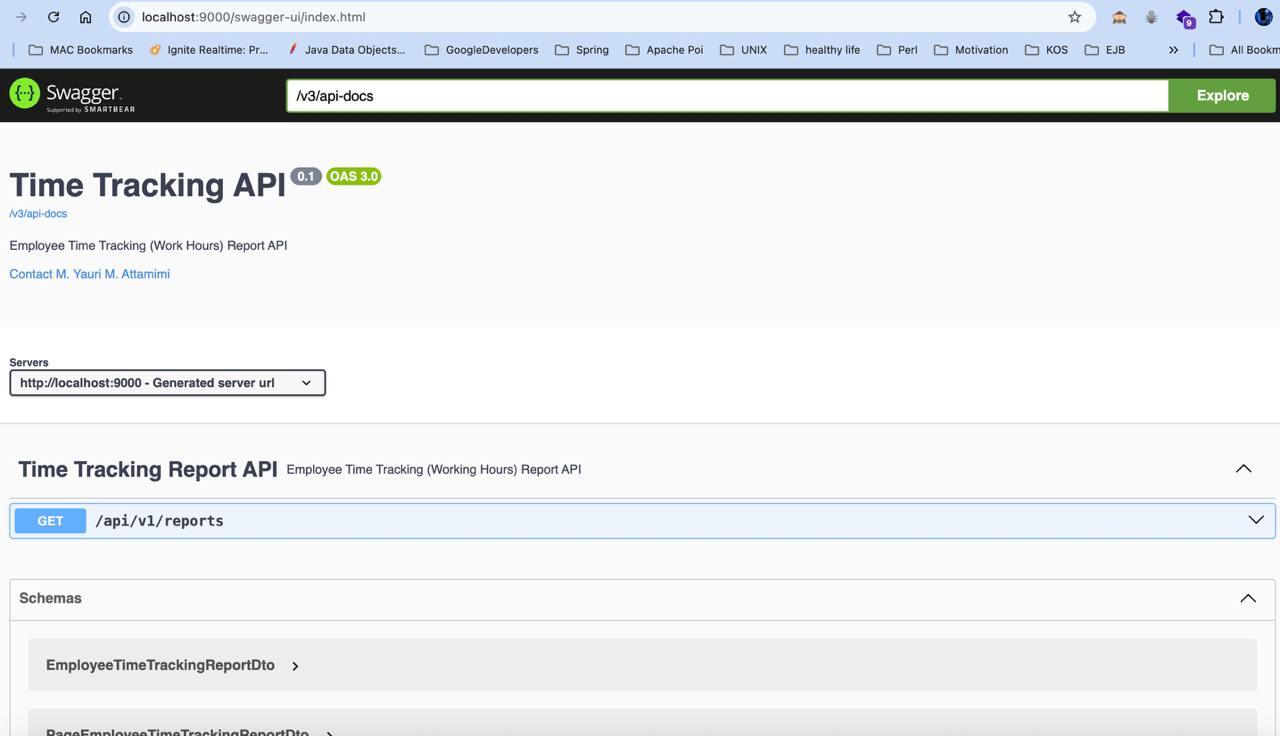 localhost:9000/swagger-ui/index.html
9
MAC Bookmarks Ignite Realtime: Pr... Java Data Objects... GoogleDevelopers Spring Apache Poi UNIX healthy life Perl Motivation KOS EJB » All Bookm
{...} Swagger.
Supported by SMARTBEAR
/v3/api-docs Explore
Time Tracking API 0.1 OAS 3.0
/v3/api-docs
Employee Time Tracking (Work Hours) Report API
Contact M. Yauri M. Attamimi
Servers
http://localhost:9000 - Generated server url
Time Tracking Report API Employee Time Tracking (Working Hours) Report API
GET /api/v1/reports
Schemas
EmployeeTimeTrackingReportDto
PageEmployeeTimeTrackingReportDto